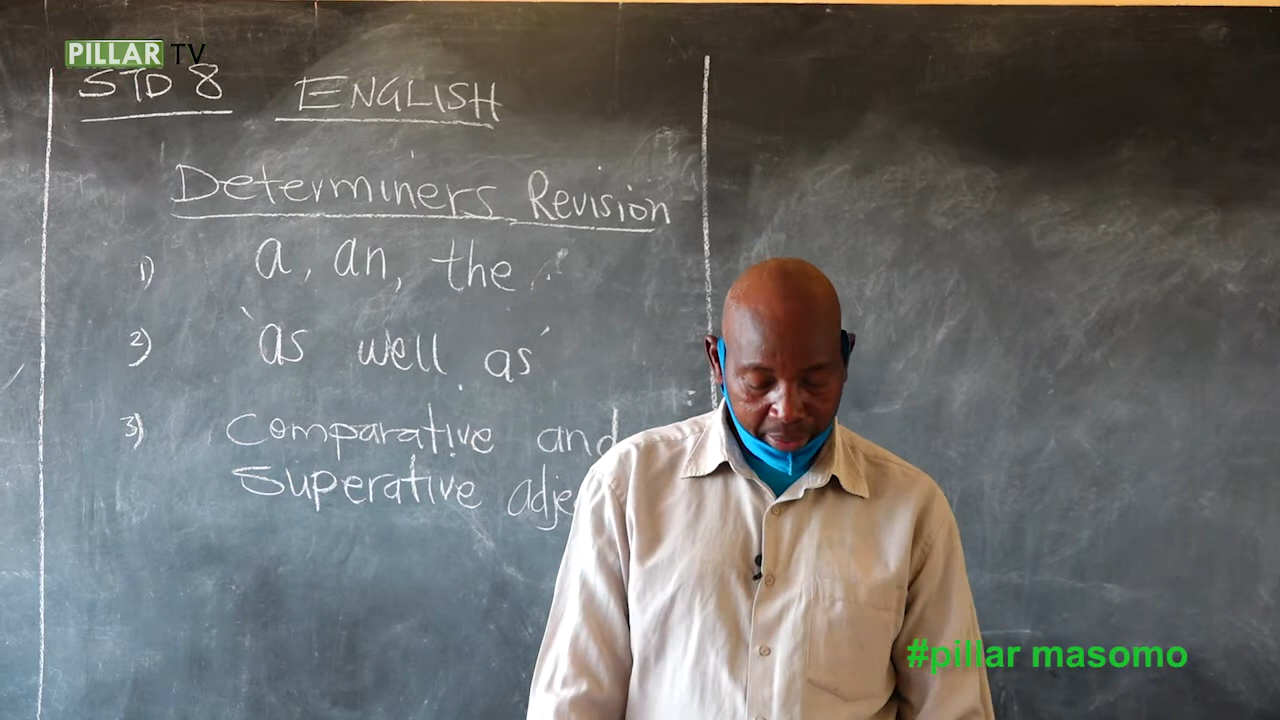 PILLAR TV
STD 8 ENGLISH
Determiners Revision
1) a, an, the
2) 'as well as'
3) Comparative and
Superative adje
#pillar masomo